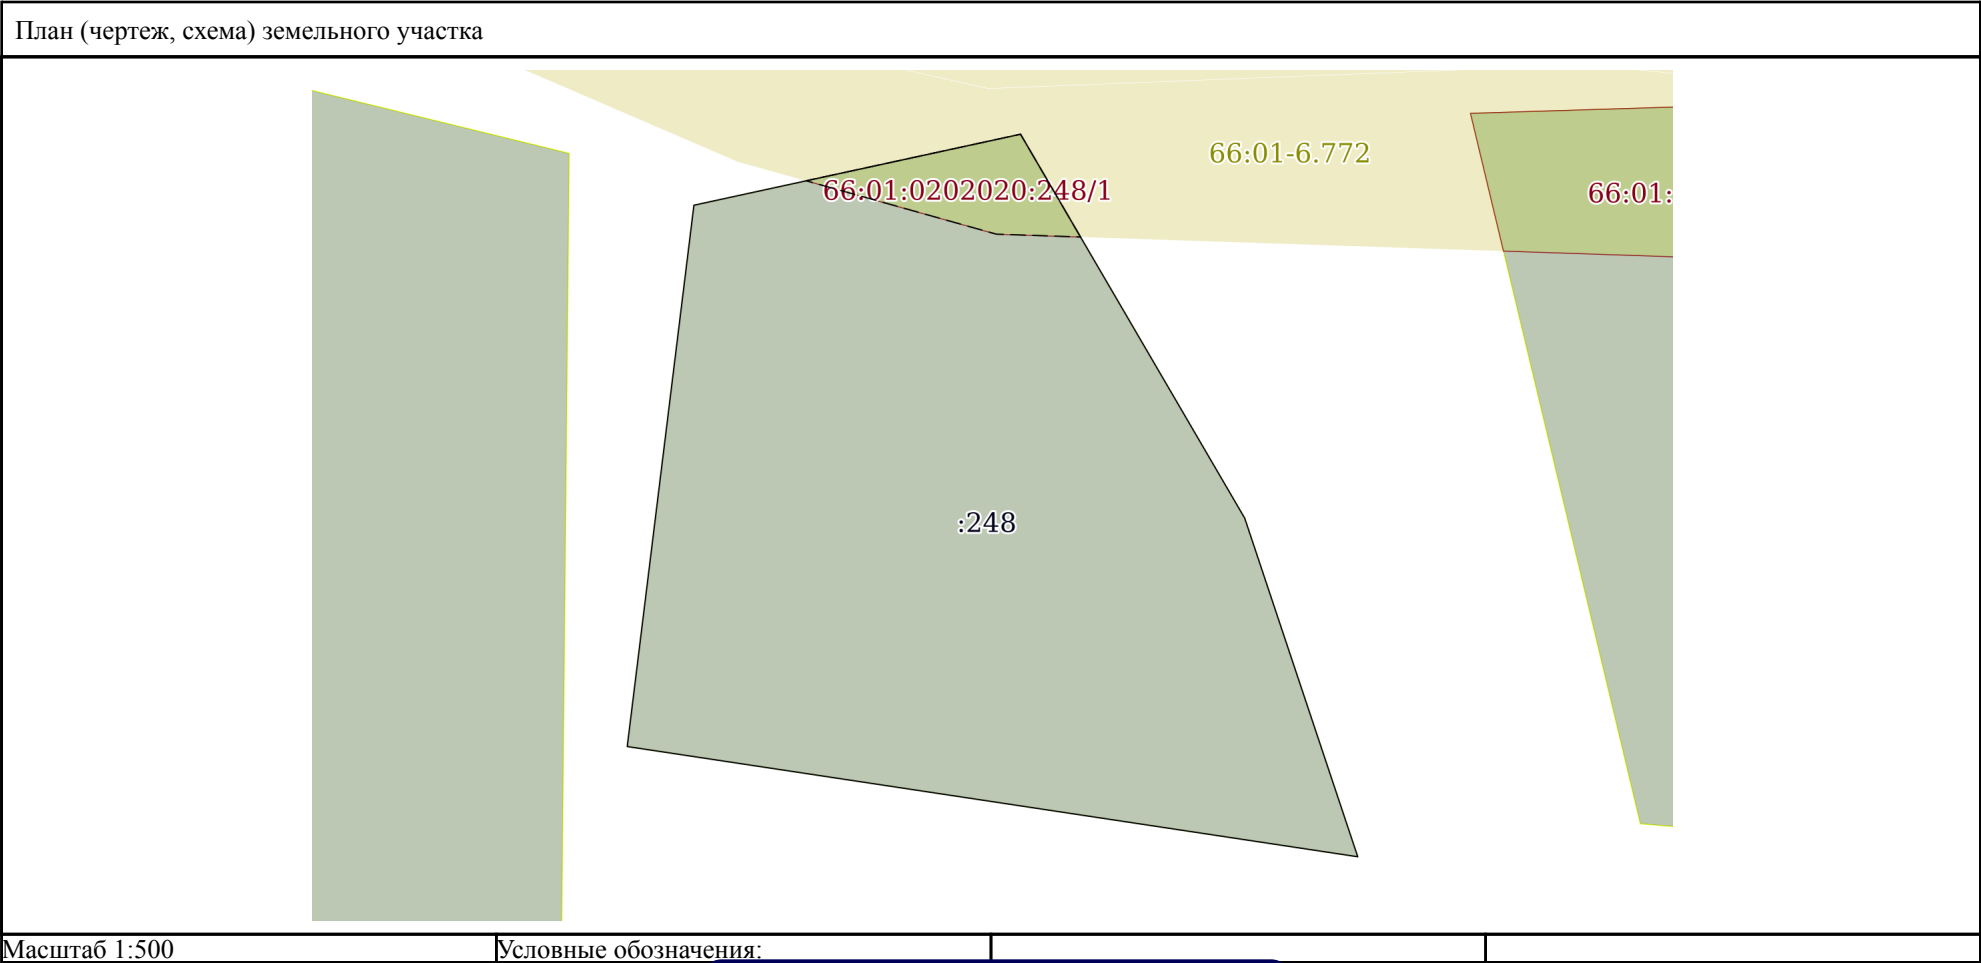 План (чертеж, схема) земельного участка
66:01-6.772
66:01:0202020:248/1
66:01:
:248
Масштаб 1:500
Условные обозначения: